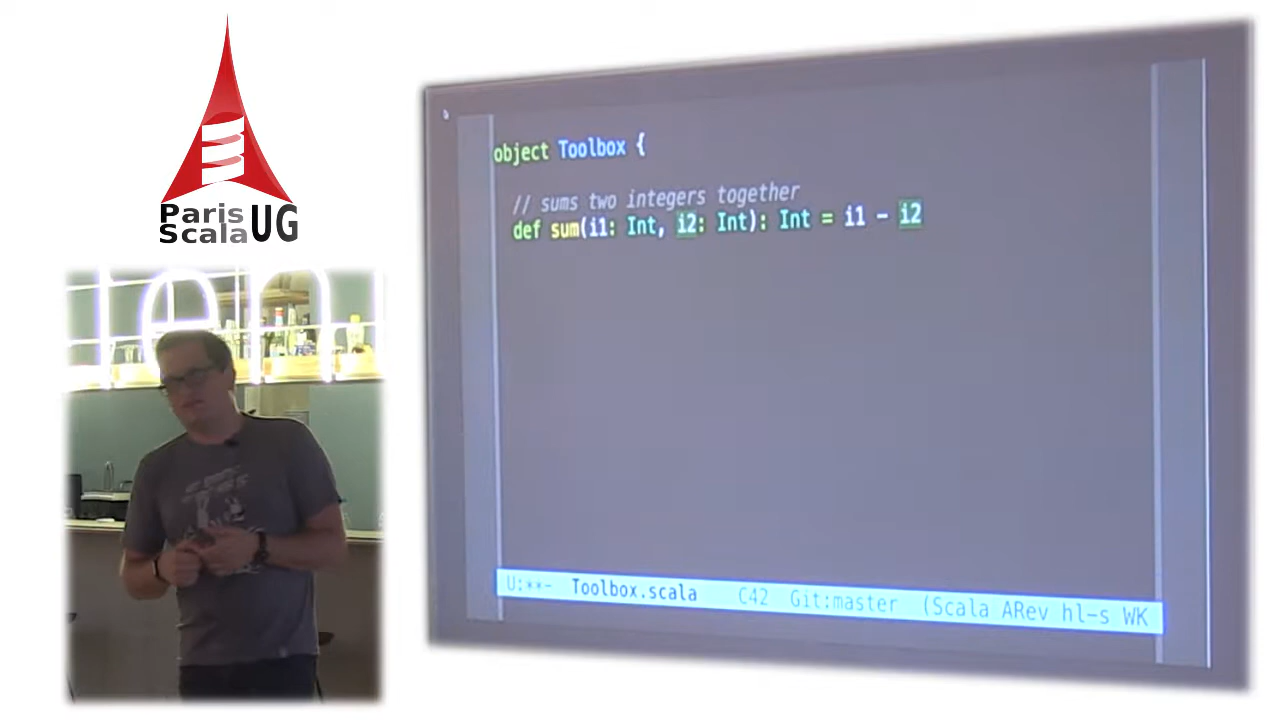 Paris
Scala UG
object Toolbox {
// sums two integers together
def sum(i1: Int, i2: Int): Int = i1 - i2
U:**- Toolbox.scala C42 Git:master (Scala ARev hl-s WK